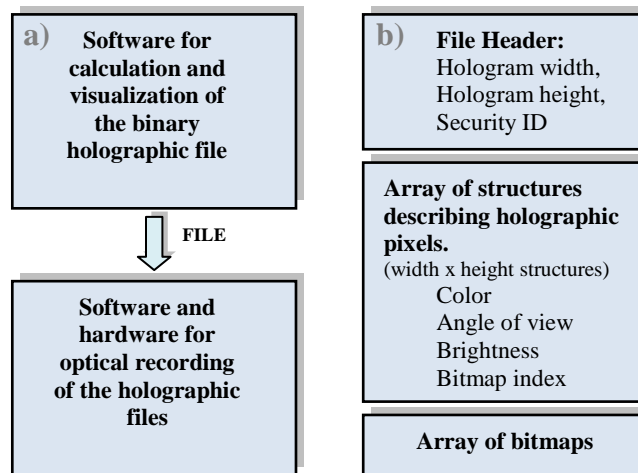 a)
Software for
calculation and
visualization of
the binary
holographic file
FILE
Software and
hardware for
optical recording
of the holographic
files
b)
File Header:
Hologram width,
Hologram height,
Security ID
Array of structures
describing holographic
pixels.
(width x height structures)
Color
Angle of view
Brightness
Bitmap index
Array of bitmaps